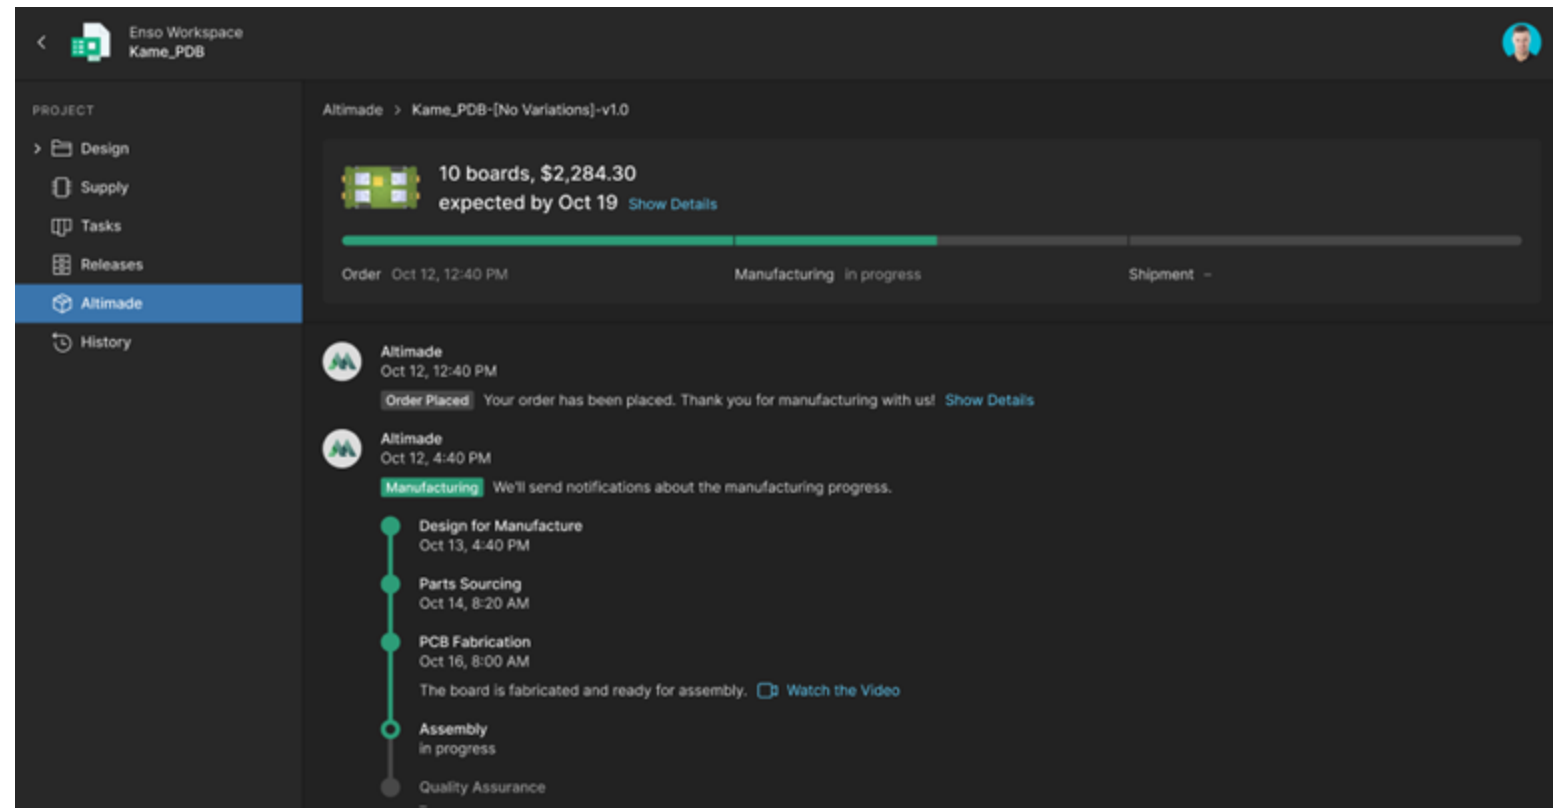 Enso Workspace
Kame_PDB
PROJECT
Design
Supply
Tasks
Releases
Altimade
History
Altimade > Kame_PDB-[No Variations]-v1.0
10 boards, $2,284.30
expected by Oct 19 Show Details
Order Oct 12, 12:40 PM Manufacturing in progress Shipment –
Altimade
Oct 12, 12:40 PM
Order Placed Your order has been placed. Thank you for manufacturing with us! Show Details
Altimade
Oct 12, 4:40 PM
Manufacturing We'll send notifications about the manufacturing progress.
Design for Manufacture
Oct 13, 4:40 PM
Parts Sourcing
Oct 14, 8:20 AM
PCB Fabrication
Oct 16, 8:00 AM
The board is fabricated and ready for assembly. Watch the Video
Assembly
in progress
Quality Assurance